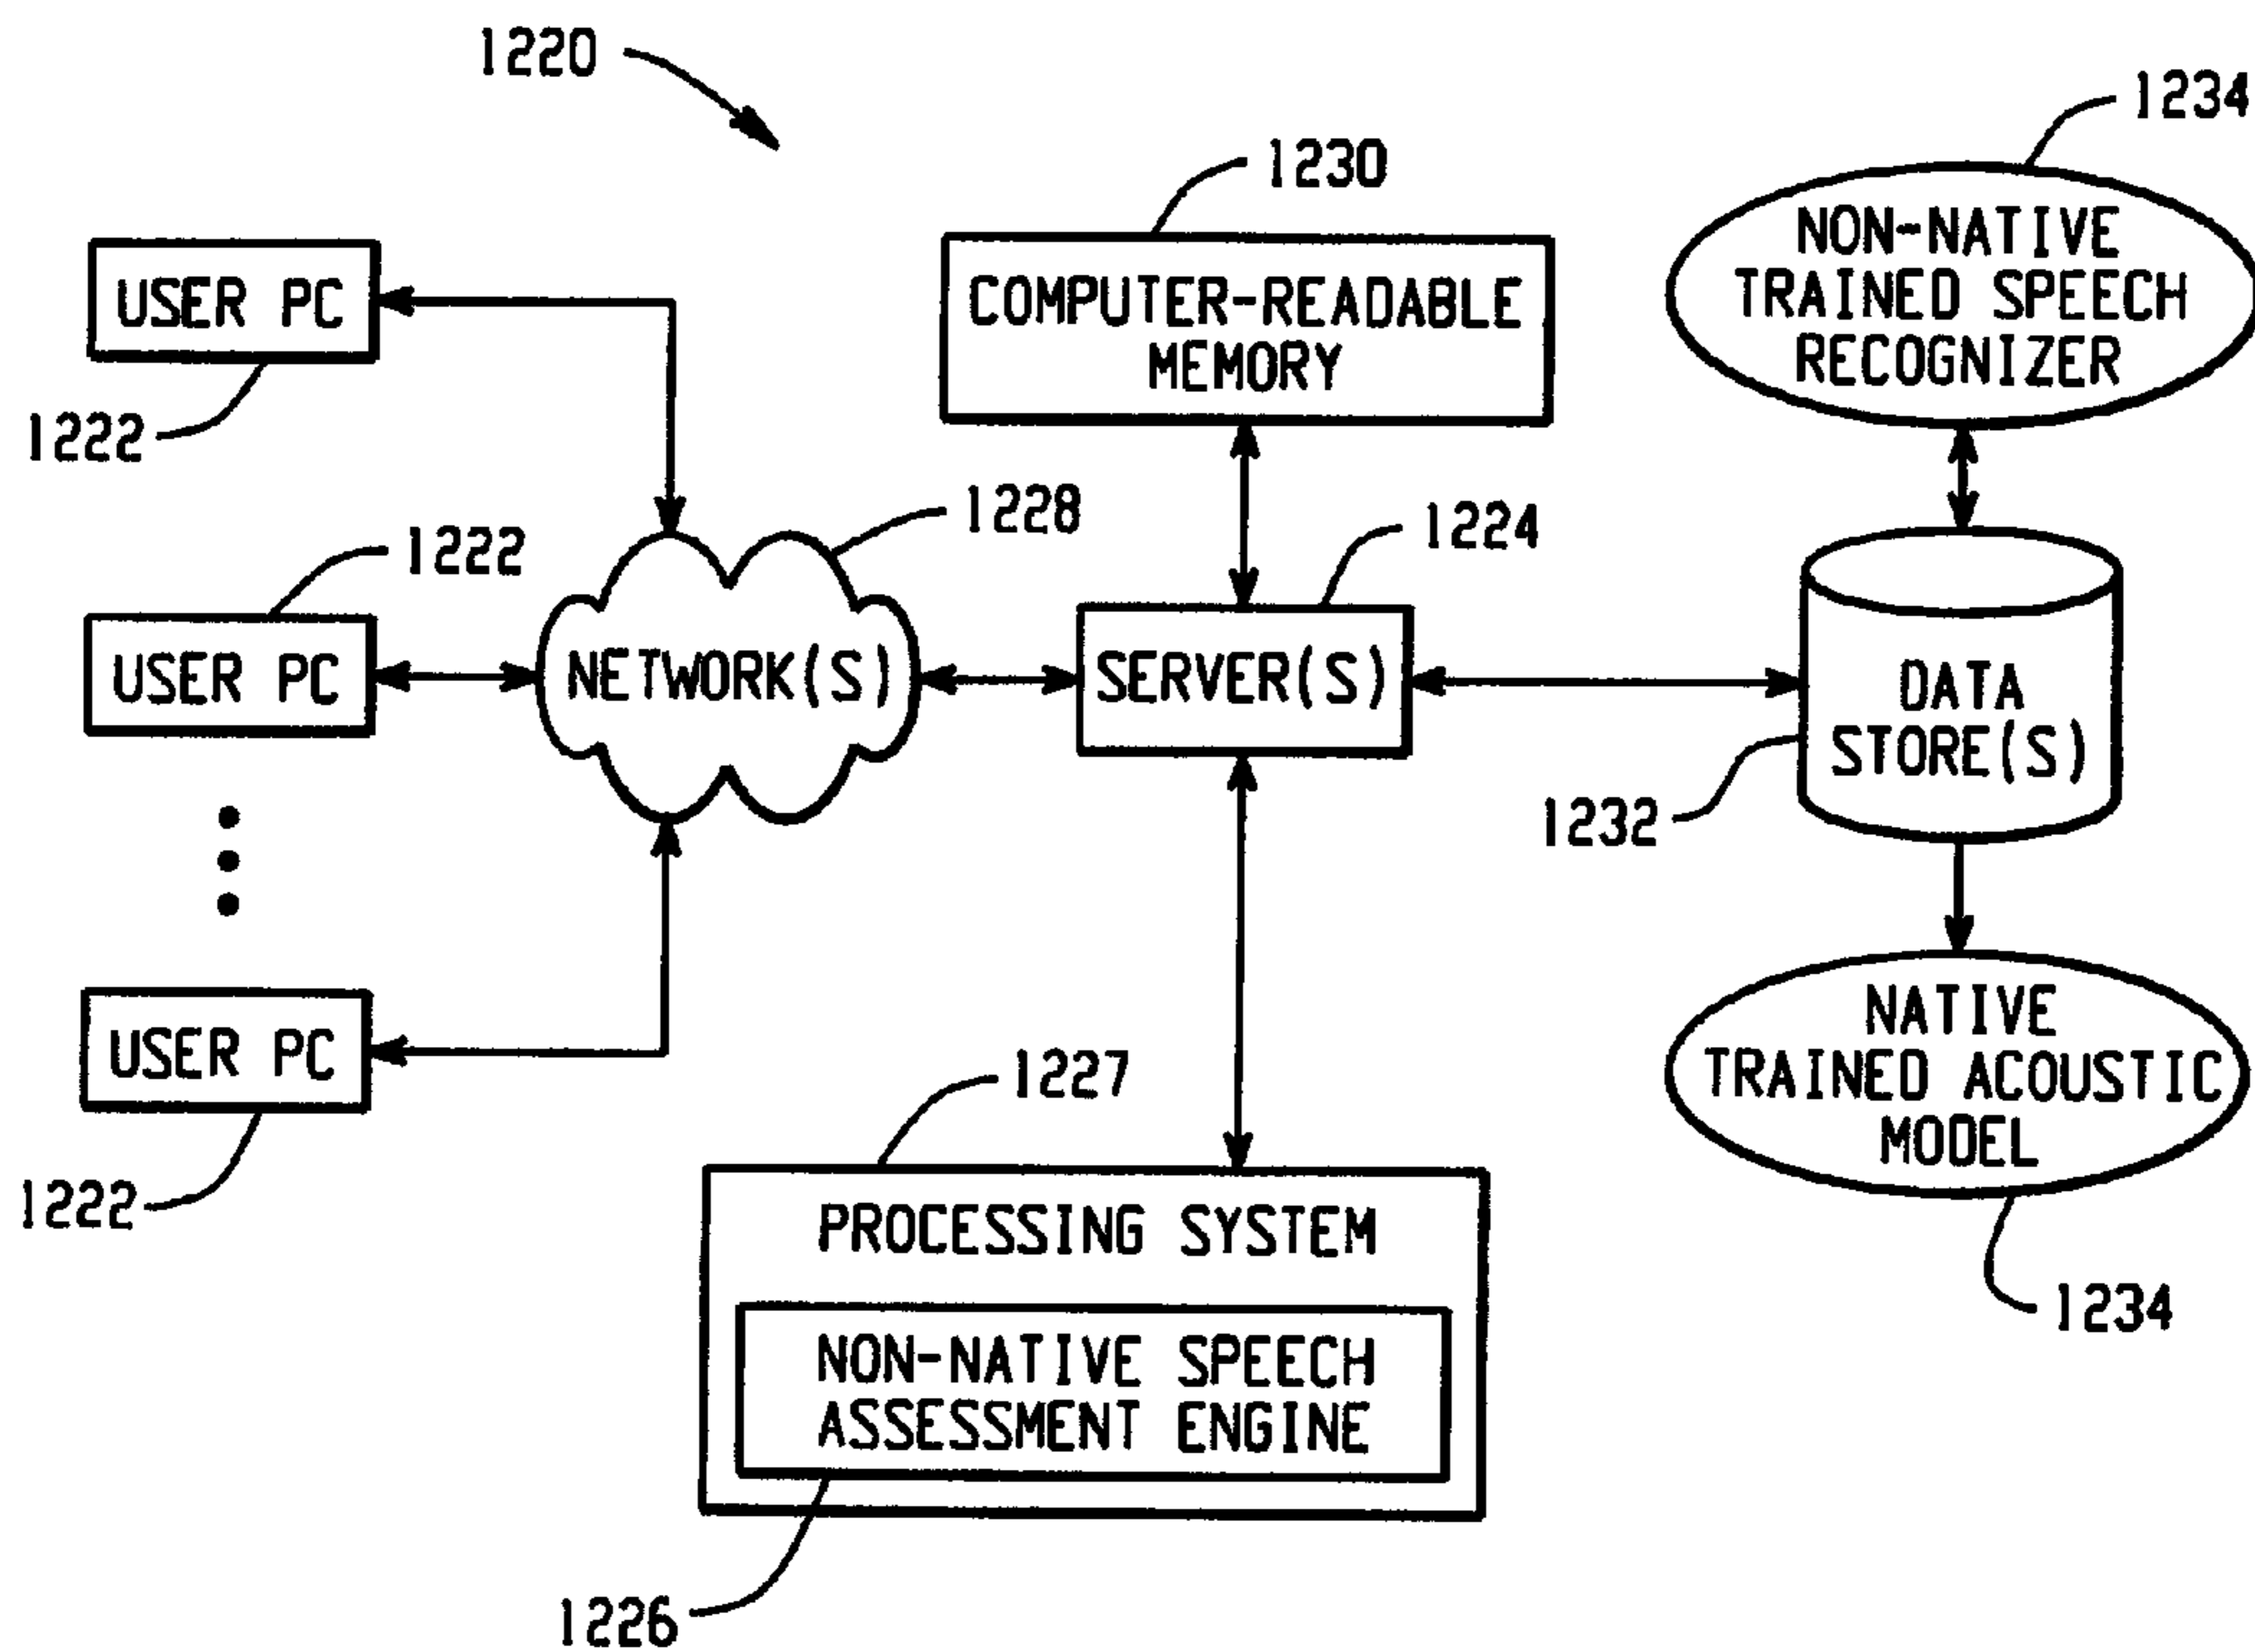 1220
1234
1230
NON-NATIVE
TRAINED SPEECH
RECOGNIZER
USER PC
COMPUTER-READABLE
MEMORY
1222
1228
1224
1222
USER PC
NETWORK(S)
SERVER(S)
DATA
STORE(S)
1232
USER PC
NATIVE
TRAINED ACOUSTIC
MODEL
1227
1222
PROCESSING SYSTEM
1234
NON-NATIVE SPEECH
ASSESSMENT ENGINE
1226